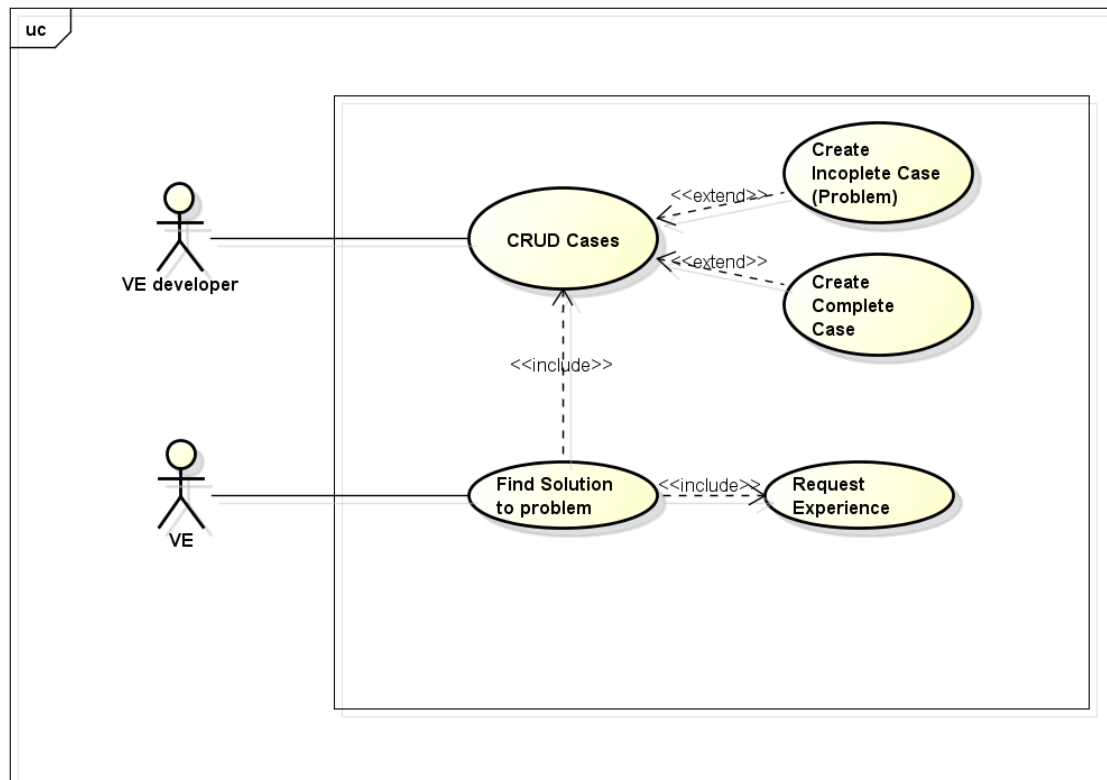 uc
Create
Incoplete Case
(Problem)
<<extend>>
CRUD Cases
<<extend>>
VE developer
Create
Complete
Case
<<include>>
Find Solution
to problem
<<include>>
Request
Experience
VE